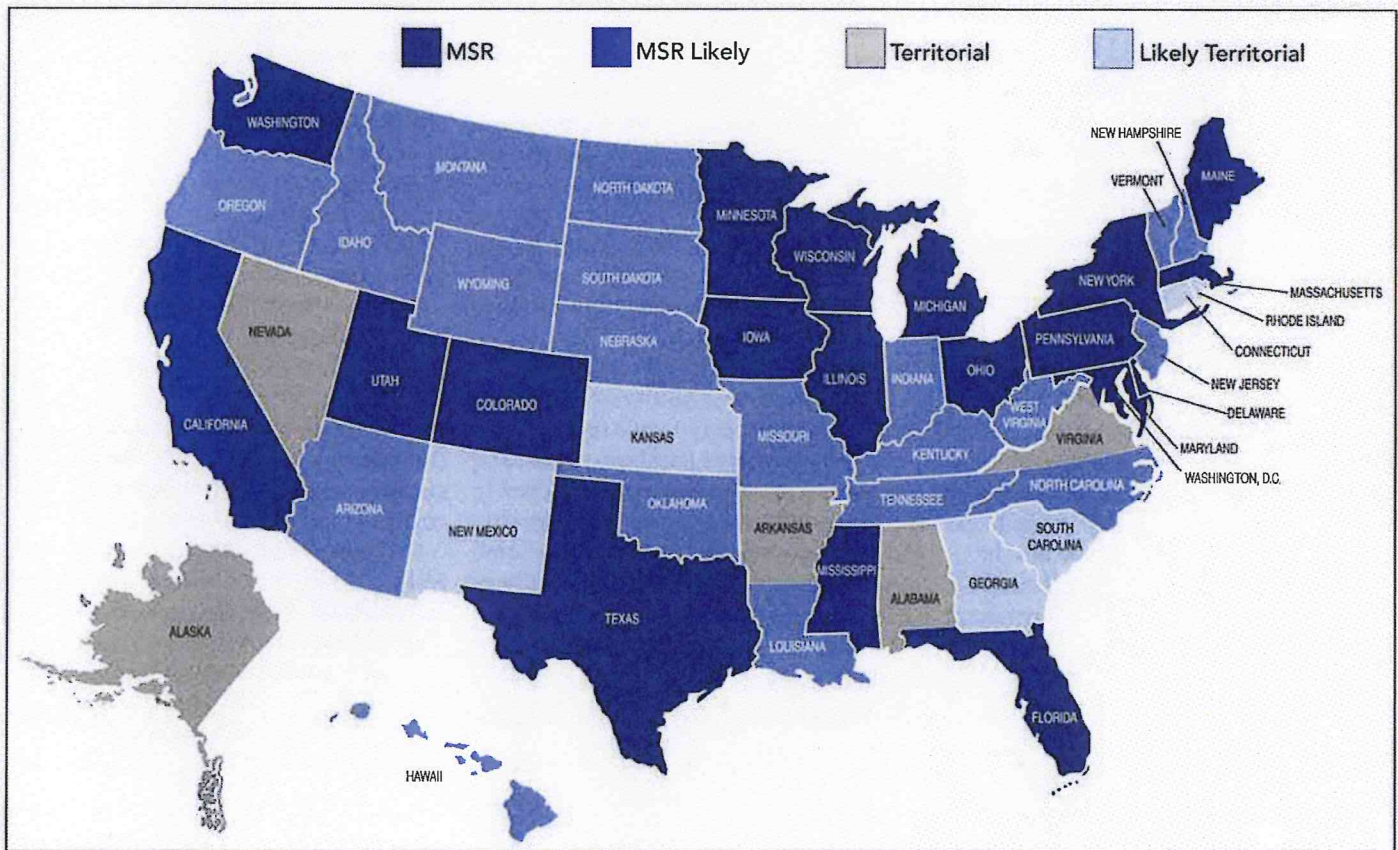 MSR
MSR Likely
Territorial
Likely Territorial
WASHINGTON
NEW HAMPSHIRE
MONTANA
NORTH DAKOTA
VERMONT
MAINE
OREGON
MINNESOTA
IDAHO
WISCONSIN
SOUTH DAKOTA
WYOMING
NEW YORK
MICHIGAN
MASSACHUSETTS
RHODE ISLAND
NEVADA
NEBRASKA
IOWA
PENNSYLVANIA
CONNECTICUT
UTAH
ILLINOIS
INDIANA
OHIO
NEW JERSEY
COLORADO
DELAWARE
WEST
VIRGINIA
CALIFORNIA
KANSAS
MISSOURI
VIRGINIA
MARYLAND
KENTUCKY
WASHINGTON, D.C.
NORTH CAROLINA
TENNESSEE
OKLAHOMA
ARIZONA
NEW MEXICO
ARKANSAS
SOUTH
CAROLINA
MISSISSIPPI
GEORGIA
ALABAMA
TEXAS
ALASKA
LOUISIANA
FLORIDA
HAWAII